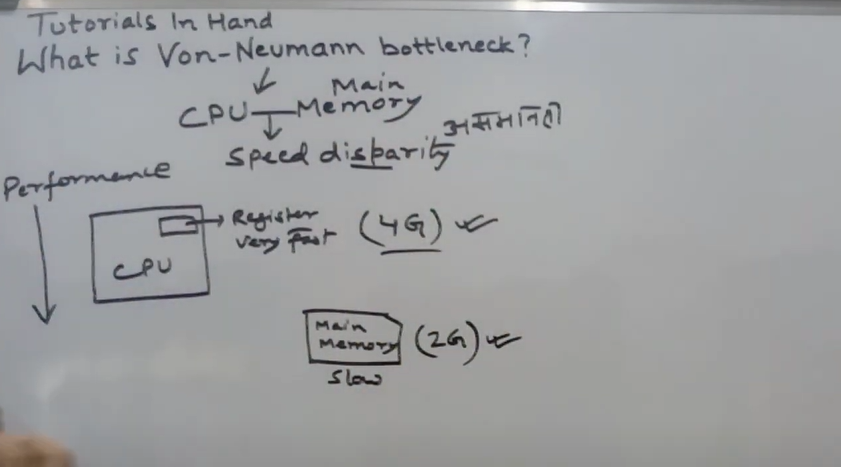 Tutorials In Hand
What is Von-Neumann bottleneck?
Main
CPU Memory
असमानता
Speed disparity
Performance
Register
very Fast
(4G)
CPU
Main
Memory
(2G)
Slow